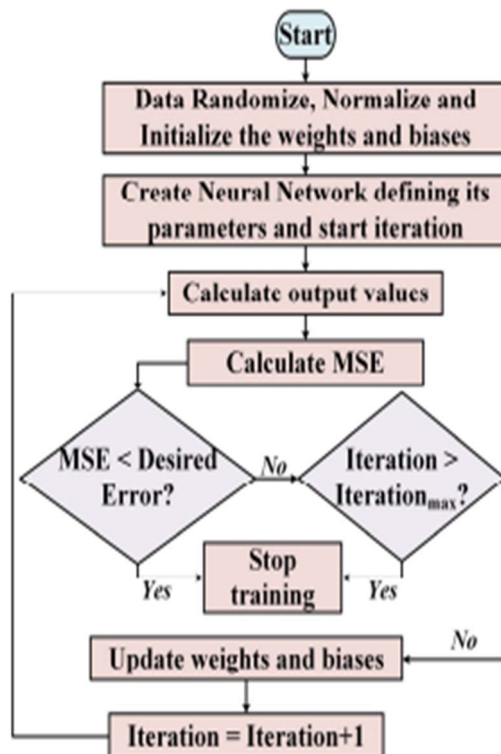 Start
Data Randomize, Normalize and
Initialize the weights and biases
Create Neural Network defining its
parameters and start iteration
Calculate output values
Calculate MSE
MSE < Desired
Error?
No
Iteration >
Iterationmax?
Yes
Stop
training
Yes
No
Update weights and biases
Iteration = Iteration+1